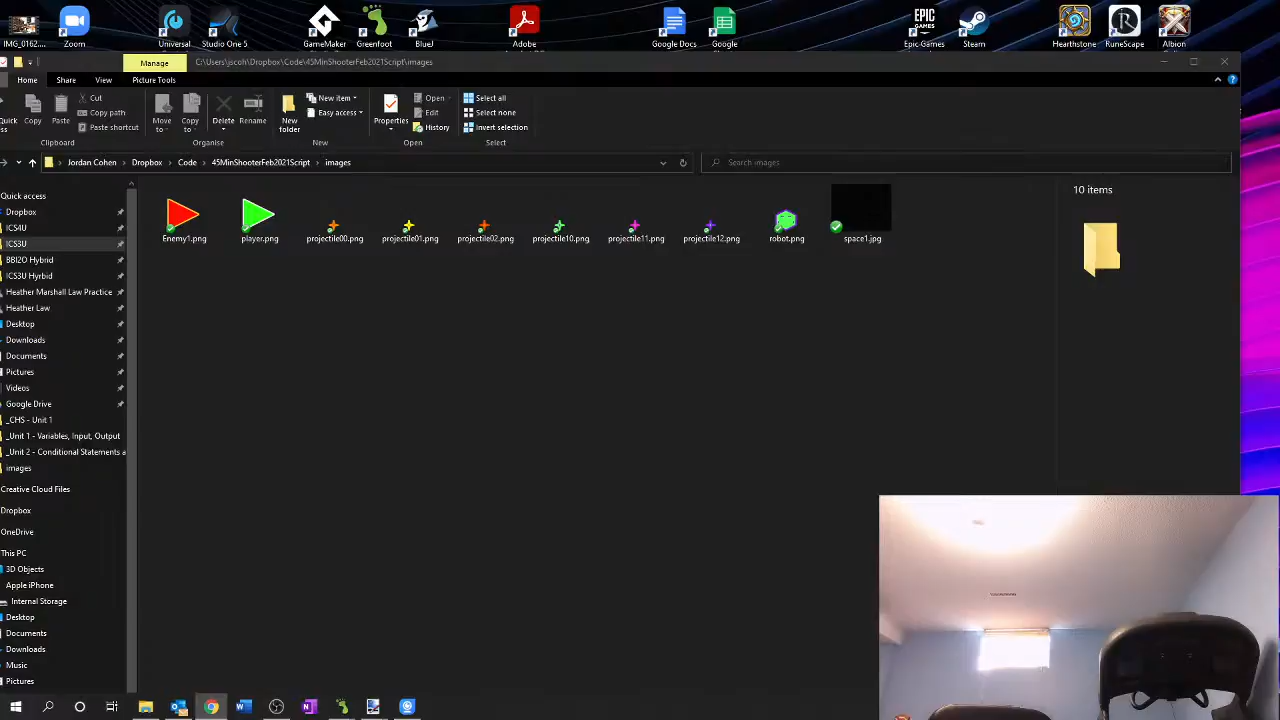 IMG_0162....
Zoom
Universal
Studio One 5
GameMaker
Greenfoot
BlueJ
Adobe
Google Docs
Google
Epic Games
Steam
Hearthstone
RuneScape
Albion
Manage
C:\Users\jscoh\Dropbox\Code\45MinShooterFeb2021Script\images
Home
Share
View
Picture Tools
Quick
Copy
Paste
Cut
Copy path
Paste shortcut
Clipboard
Move
to
Copy
to
Delete
Rename
Organise
New
folder
New item
Easy access
New
Properties
Open
Edit
History
Open
Select all
Select none
Invert selection
Select
Jordan Cohen
Dropbox
Code
45MinShooterFeb2021Script
images
Search images
Quick access
Dropbox
ICS4U
ICS3U
8BI2O Hybrid
ICS3U Hybrid
Heather Marshall Law Practice
Heather Law
Desktop
Downloads
Documents
Pictures
Videos
Google Drive
_CHS - Unit 1
_Unit 1 - Variables, Input, Output
_Unit 2 - Conditional Statements a
images
Creative Cloud Files
Dropbox
OneDrive
This PC
3D Objects
Apple iPhone
Internal Storage
Desktop
Documents
Downloads
Music
Pictures
Enemy1.png
player.png
projectile00.png
projectile01.png
projectile02.png
projectile10.png
projectile11.png
projectile12.png
robot.png
space1.jpg
10 items